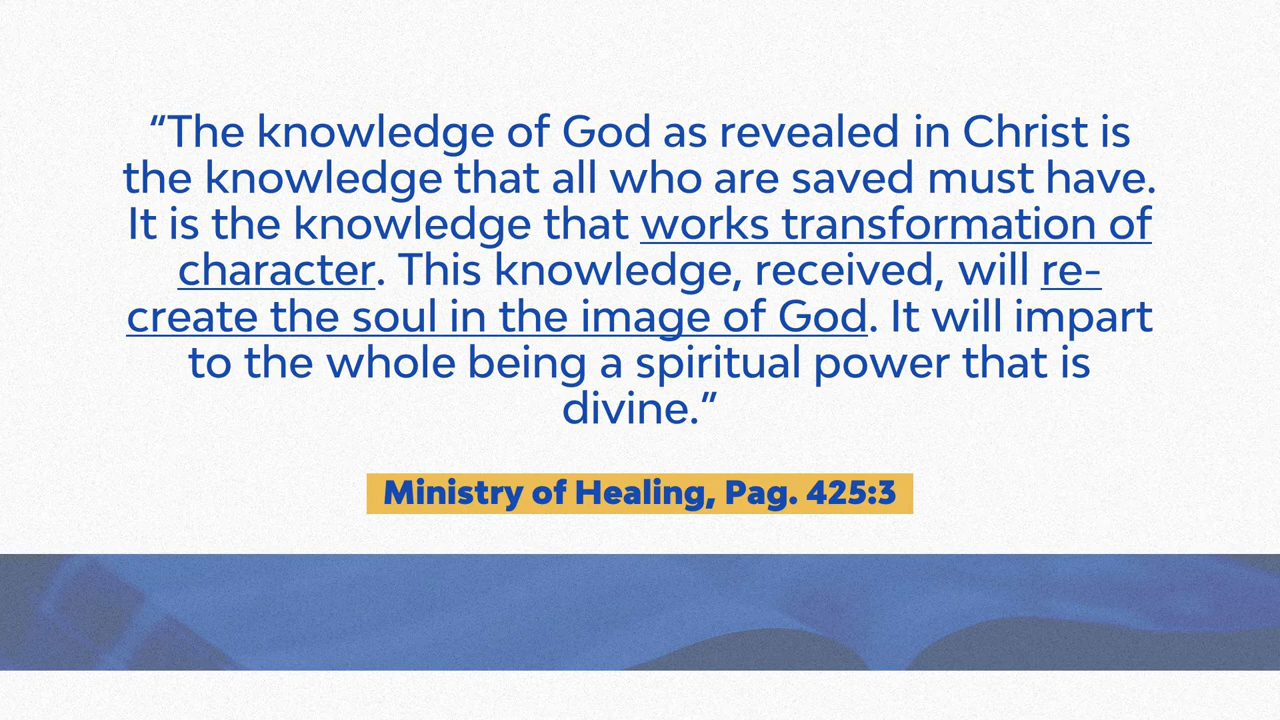 “The knowledge of God as revealed in Christ is
the knowledge that all who are saved must have.
It is the knowledge that works transformation of
character. This knowledge, received, will re-
create the soul in the image of God. It will impart
to the whole being a spiritual power that is
divine.”
Ministry of Healing, Pag. 425:3